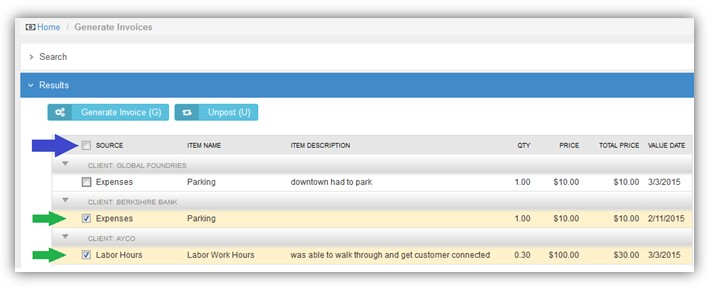 Home / Generate Invoices
Search
Results
Generate Invoice (G) Unpost (U)
SOURCE ITEM NAME ITEM DESCRIPTION QTY PRICE TOTAL PRICE VALUE DATE
CLIENT: GLOBAL FOUNDRIES
Expenses Parking downtown had to park 1.00 $10.00 $10.00 3/3/2015
CLIENT: BERKSHIRE BANK
Expenses Parking 1.00 $10.00 $10.00 2/11/2015
CLIENT: AYCO
Labor Hours Labor Work Hours was able to walk through and get customer connected 0.30 $100.00 $30.00 3/3/2015